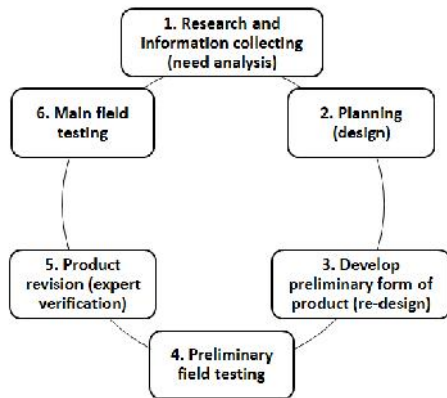 1. Research and
information collecting
(need analysis)
2. Planning
(design)
3. Develop
preliminary form of
product (re-design)
4. Preliminary
field testing
5. Product
revision (expert
verification)
6. Main field
testing